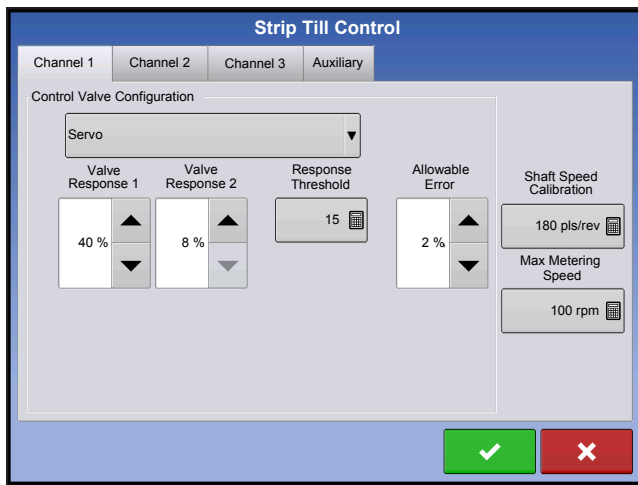 Strip Till Control
Channel 1
Channel 2
Channel 3
Auxiliary
Control Valve Configuration
Servo
Valve
Response 1
Valve
Response 2
Response
Threshold
Allowable
Error
40 %
8 %
15
2 %
Shaft Speed
Calibration
180 pls/rev
Max Metering
Speed
100 rpm